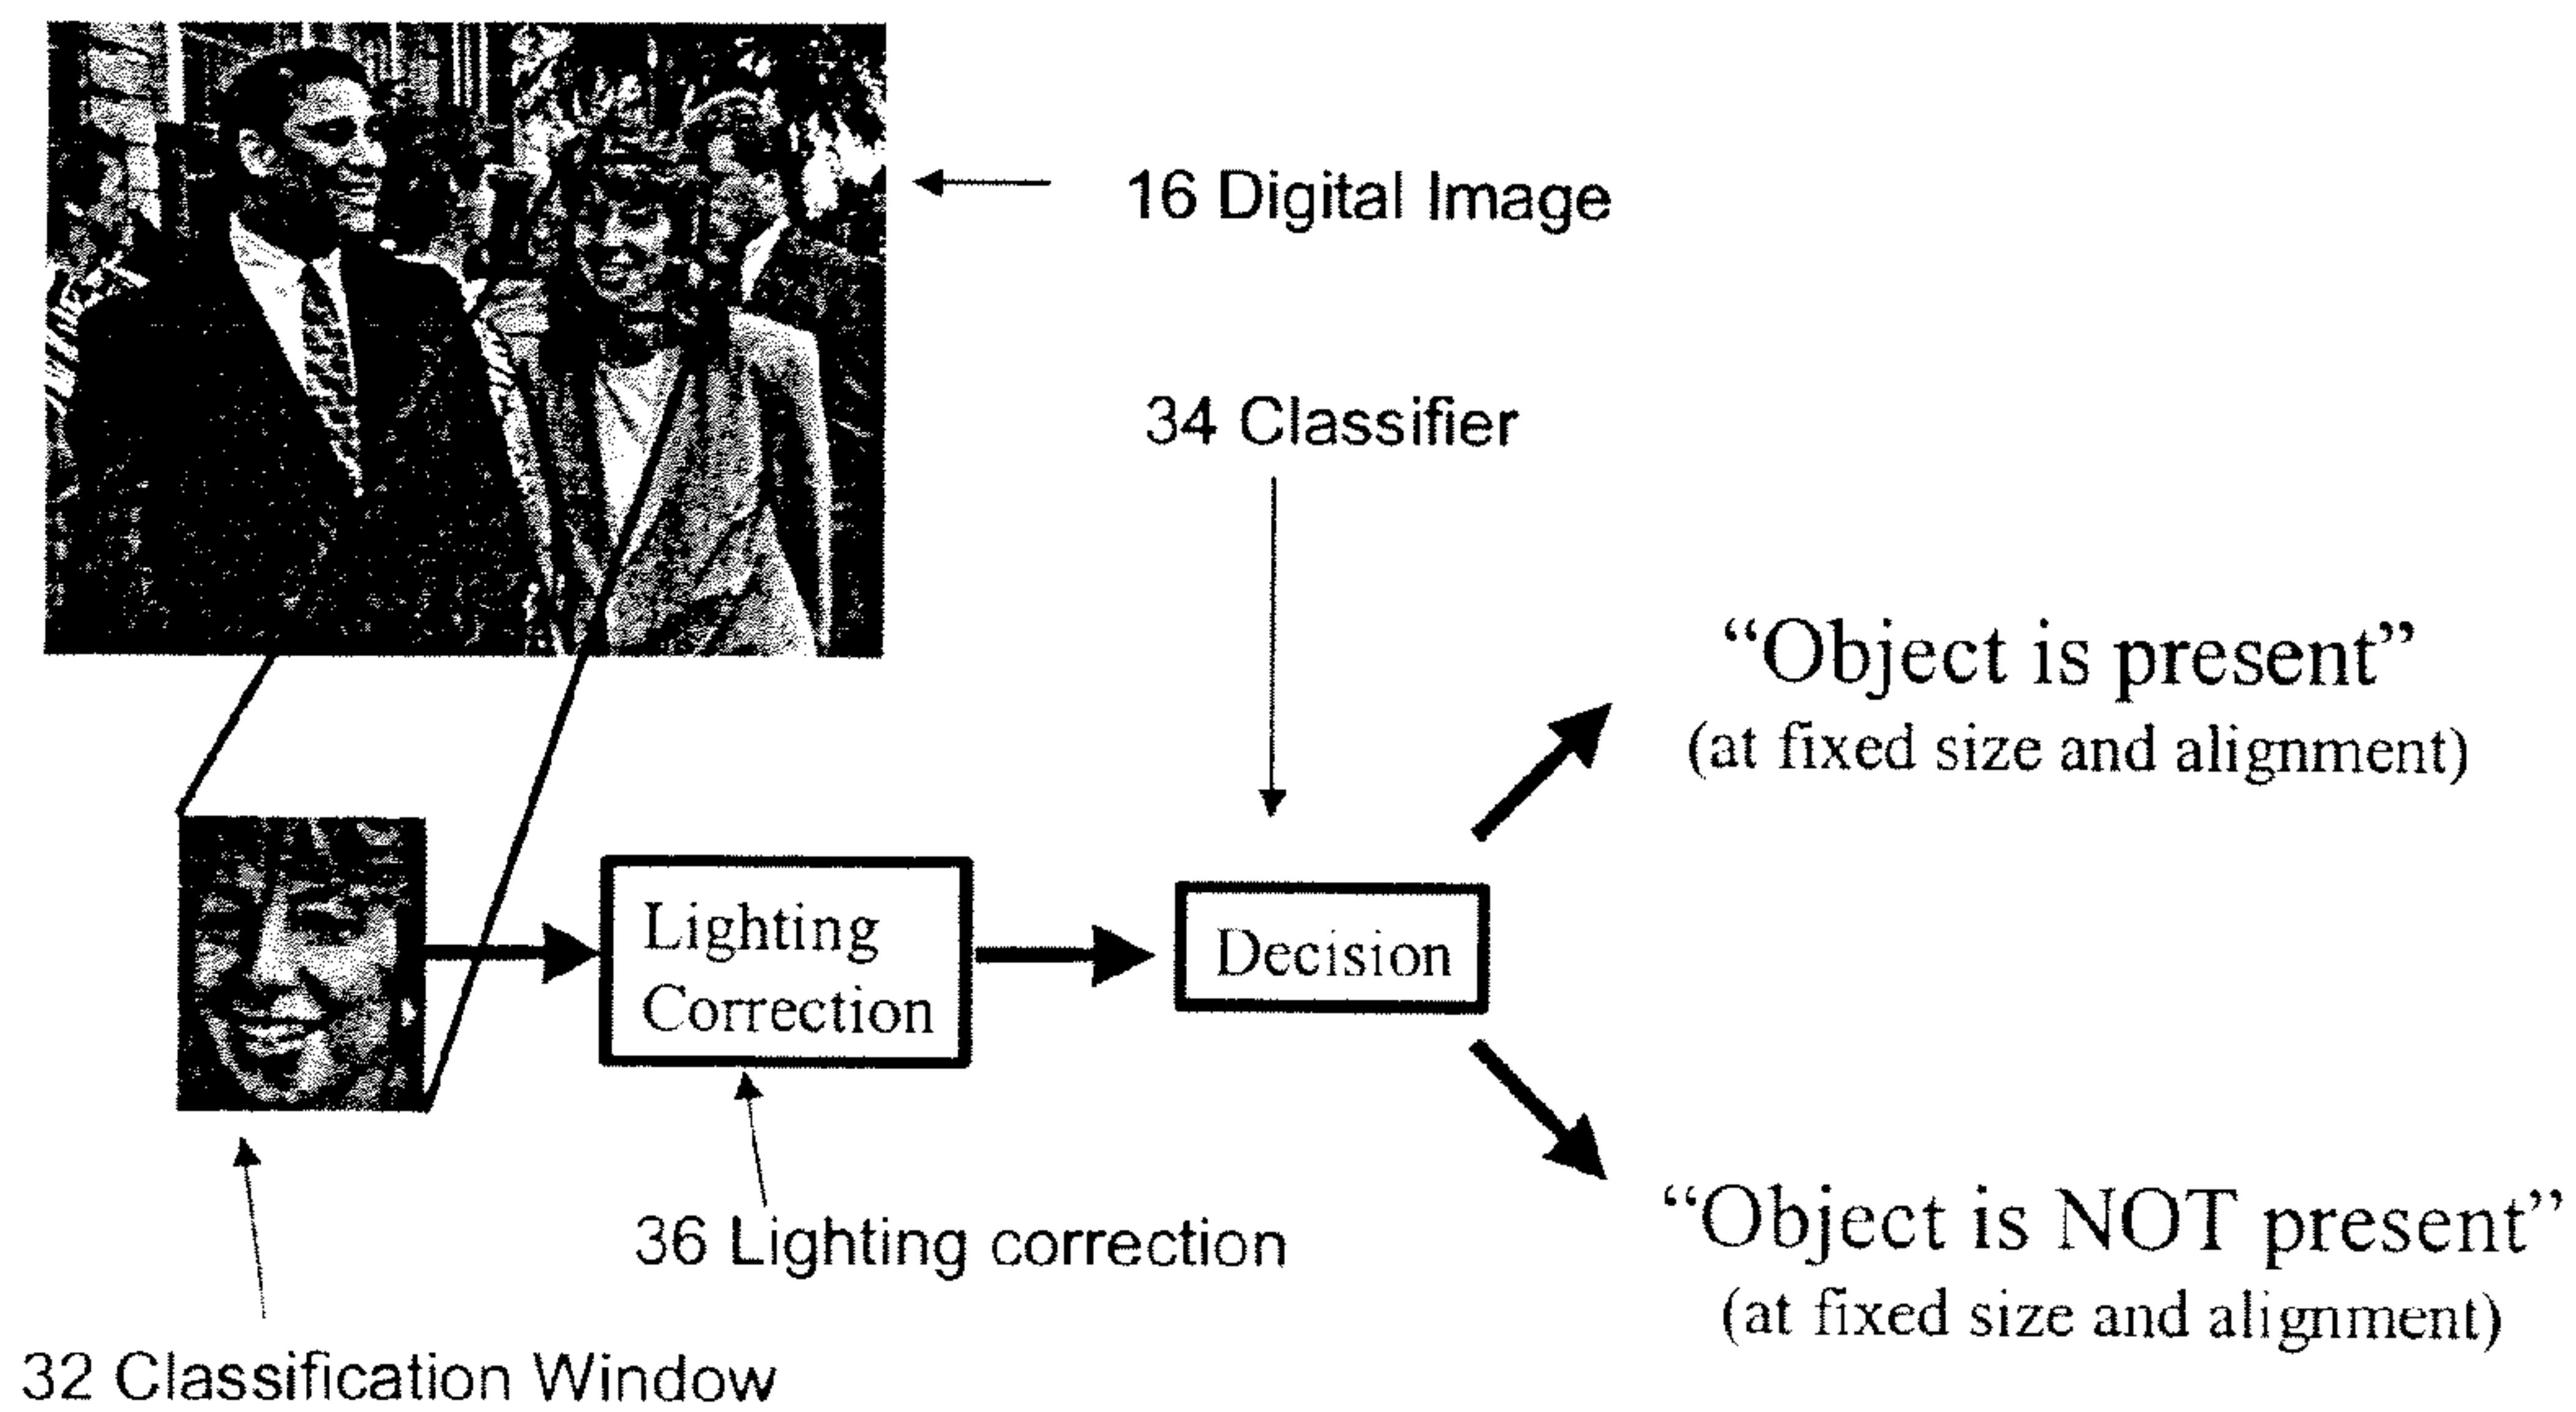 16 Digital Image
34 Classifier
“Object is present”
(at fixed size and alignment)
Lighting
Correction
Decision
36 Lighting correction
“Object is NOT present”
(at fixed size and alignment)
32 Classification Window